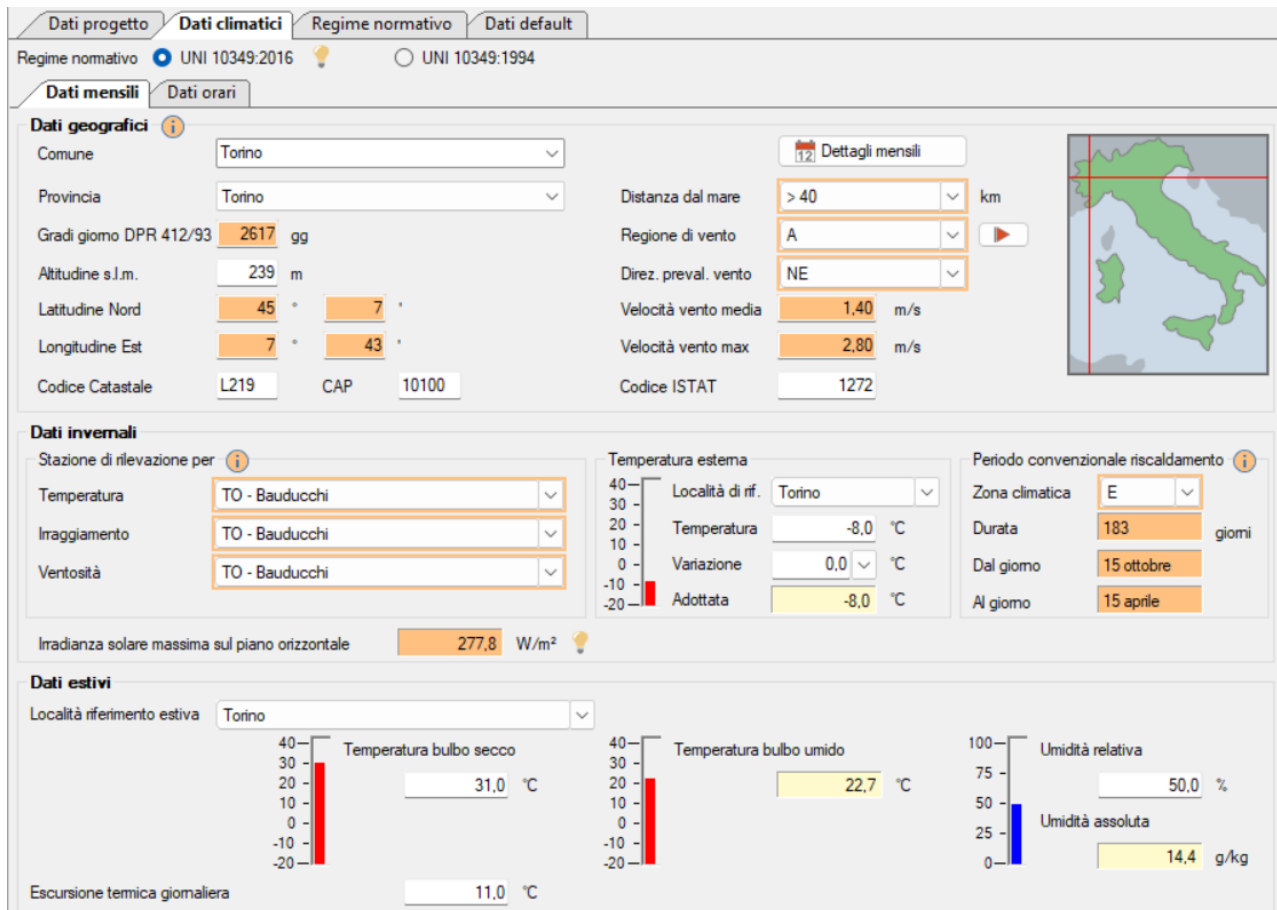 Dati progetto Dati climatici Regime normativo Dati default
Regime normativo UNI 10349:2016 UNI 10349:1994
Dati mensili Dati orari
Dati geografici i
Comune Torino 12 Dettagli mensili
Provincia Torino Distanza dal mare > 40 km
Gradi giorno DPR 412/93 2617 gg Regione di vento A
Altitudine s.l.m. 239 m Direz. preval. vento NE
Latitudine Nord 45 ° 7 ' Velocità vento media 1,40 m/s
Longitudine Est 7 ° 43 ' Velocità vento max 2,80 m/s
Codice Catastale L219 CAP 10100 Codice ISTAT 1272
Dati invernali
Stazione di rilevazione per i
Temperatura TO - Bauducchi
Irraggiamento TO - Bauducchi
Ventosità TO - Bauducchi
Temperatura esterna
40
30
20
10
0
-10
-20
Località di rif. Torino
Temperatura -8,0 °C
Variazione 0,0 °C
Adottata -8,0 °C
Periodo convenzionale riscaldamento i
Zona climatica E
Durata 183 giorni
Dal giorno 15 ottobre
Al giorno 15 aprile
Irradianza solare massima sul piano orizzontale 277,8 W/m²
Dati estivi
Località riferimento estiva Torino
40
30
20
10
0
-10
-20
Temperatura bulbo secco
31,0 °C
40
30
20
10
0
-10
-20
Temperatura bulbo umido
22,7 °C
100
75
50
25
0
Umidità relativa
50,0 %
Umidità assoluta
14,4 g/kg
Escursione termica giornaliera 11,0 °C